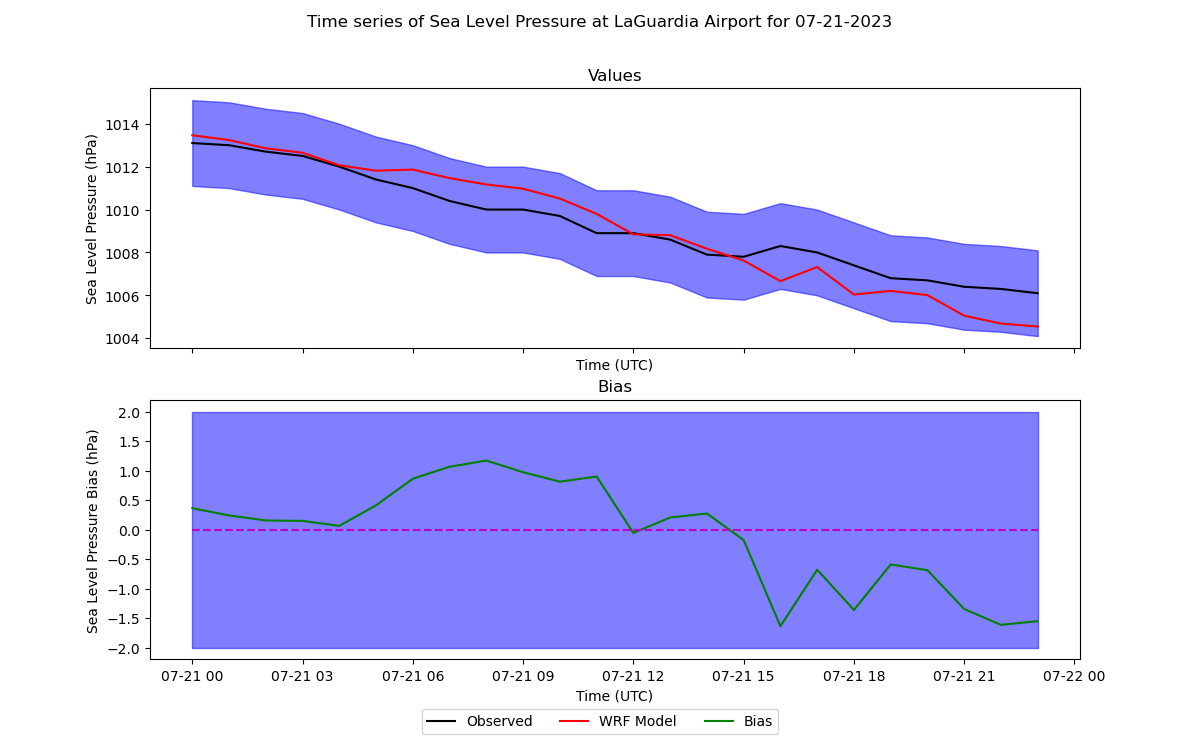 Time series of Sea Level Pressure at LaGuardia Airport for 07-21-2023
Values
Sea Level Pressure (hPa)
1014
1012
1010
1008
1006
1004
Time (UTC)
Bias
Sea Level Pressure Bias (hPa)
2.0
1.5
1.0
0.5
0.0
−0.5
−1.0
−1.5
−2.0
07-21 00 07-21 03 07-21 06 07-21 09 07-21 12 07-21 15 07-21 18 07-21 21 07-22 00
Time (UTC)
Observed WRF Model Bias